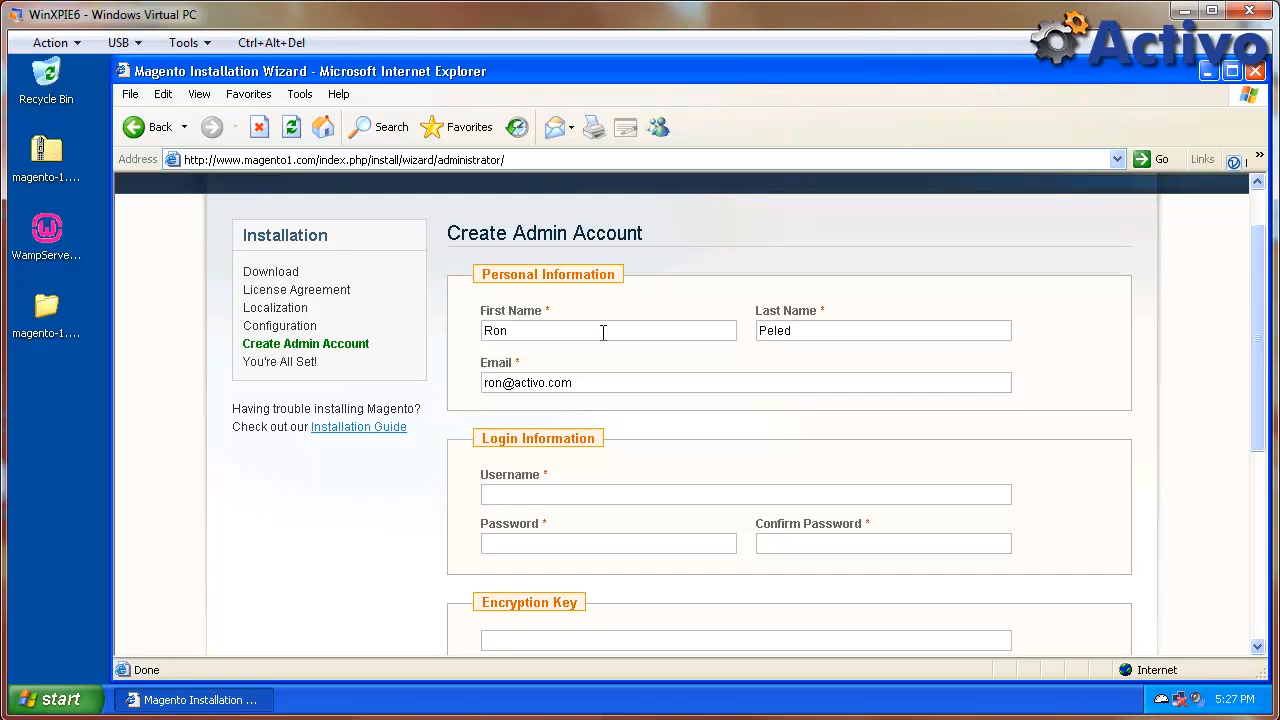 WinXPIE6 - Windows Virtual PC
Action USB Tools Ctrl+Alt+Del
Activo
Recycle Bin
magento-1....
WampServe...
magento-1....
Magento Installation Wizard - Microsoft Internet Explorer
File Edit View Favorites Tools Help
Back Search Favorites
Address http://www.magento1.com/index.php/install/wizard/administrator/ Go Links »
Installation
Download
License Agreement
Localization
Configuration
Create Admin Account
You're All Set!
Having trouble installing Magento?
Check out our Installation Guide
Create Admin Account
Personal Information
First Name * Last Name *
Ron Peled
Email *
ron@activo.com
Login Information
Username *
Password * Confirm Password *
Encryption Key
Done Internet
start Magento Installation ... 5:27 PM